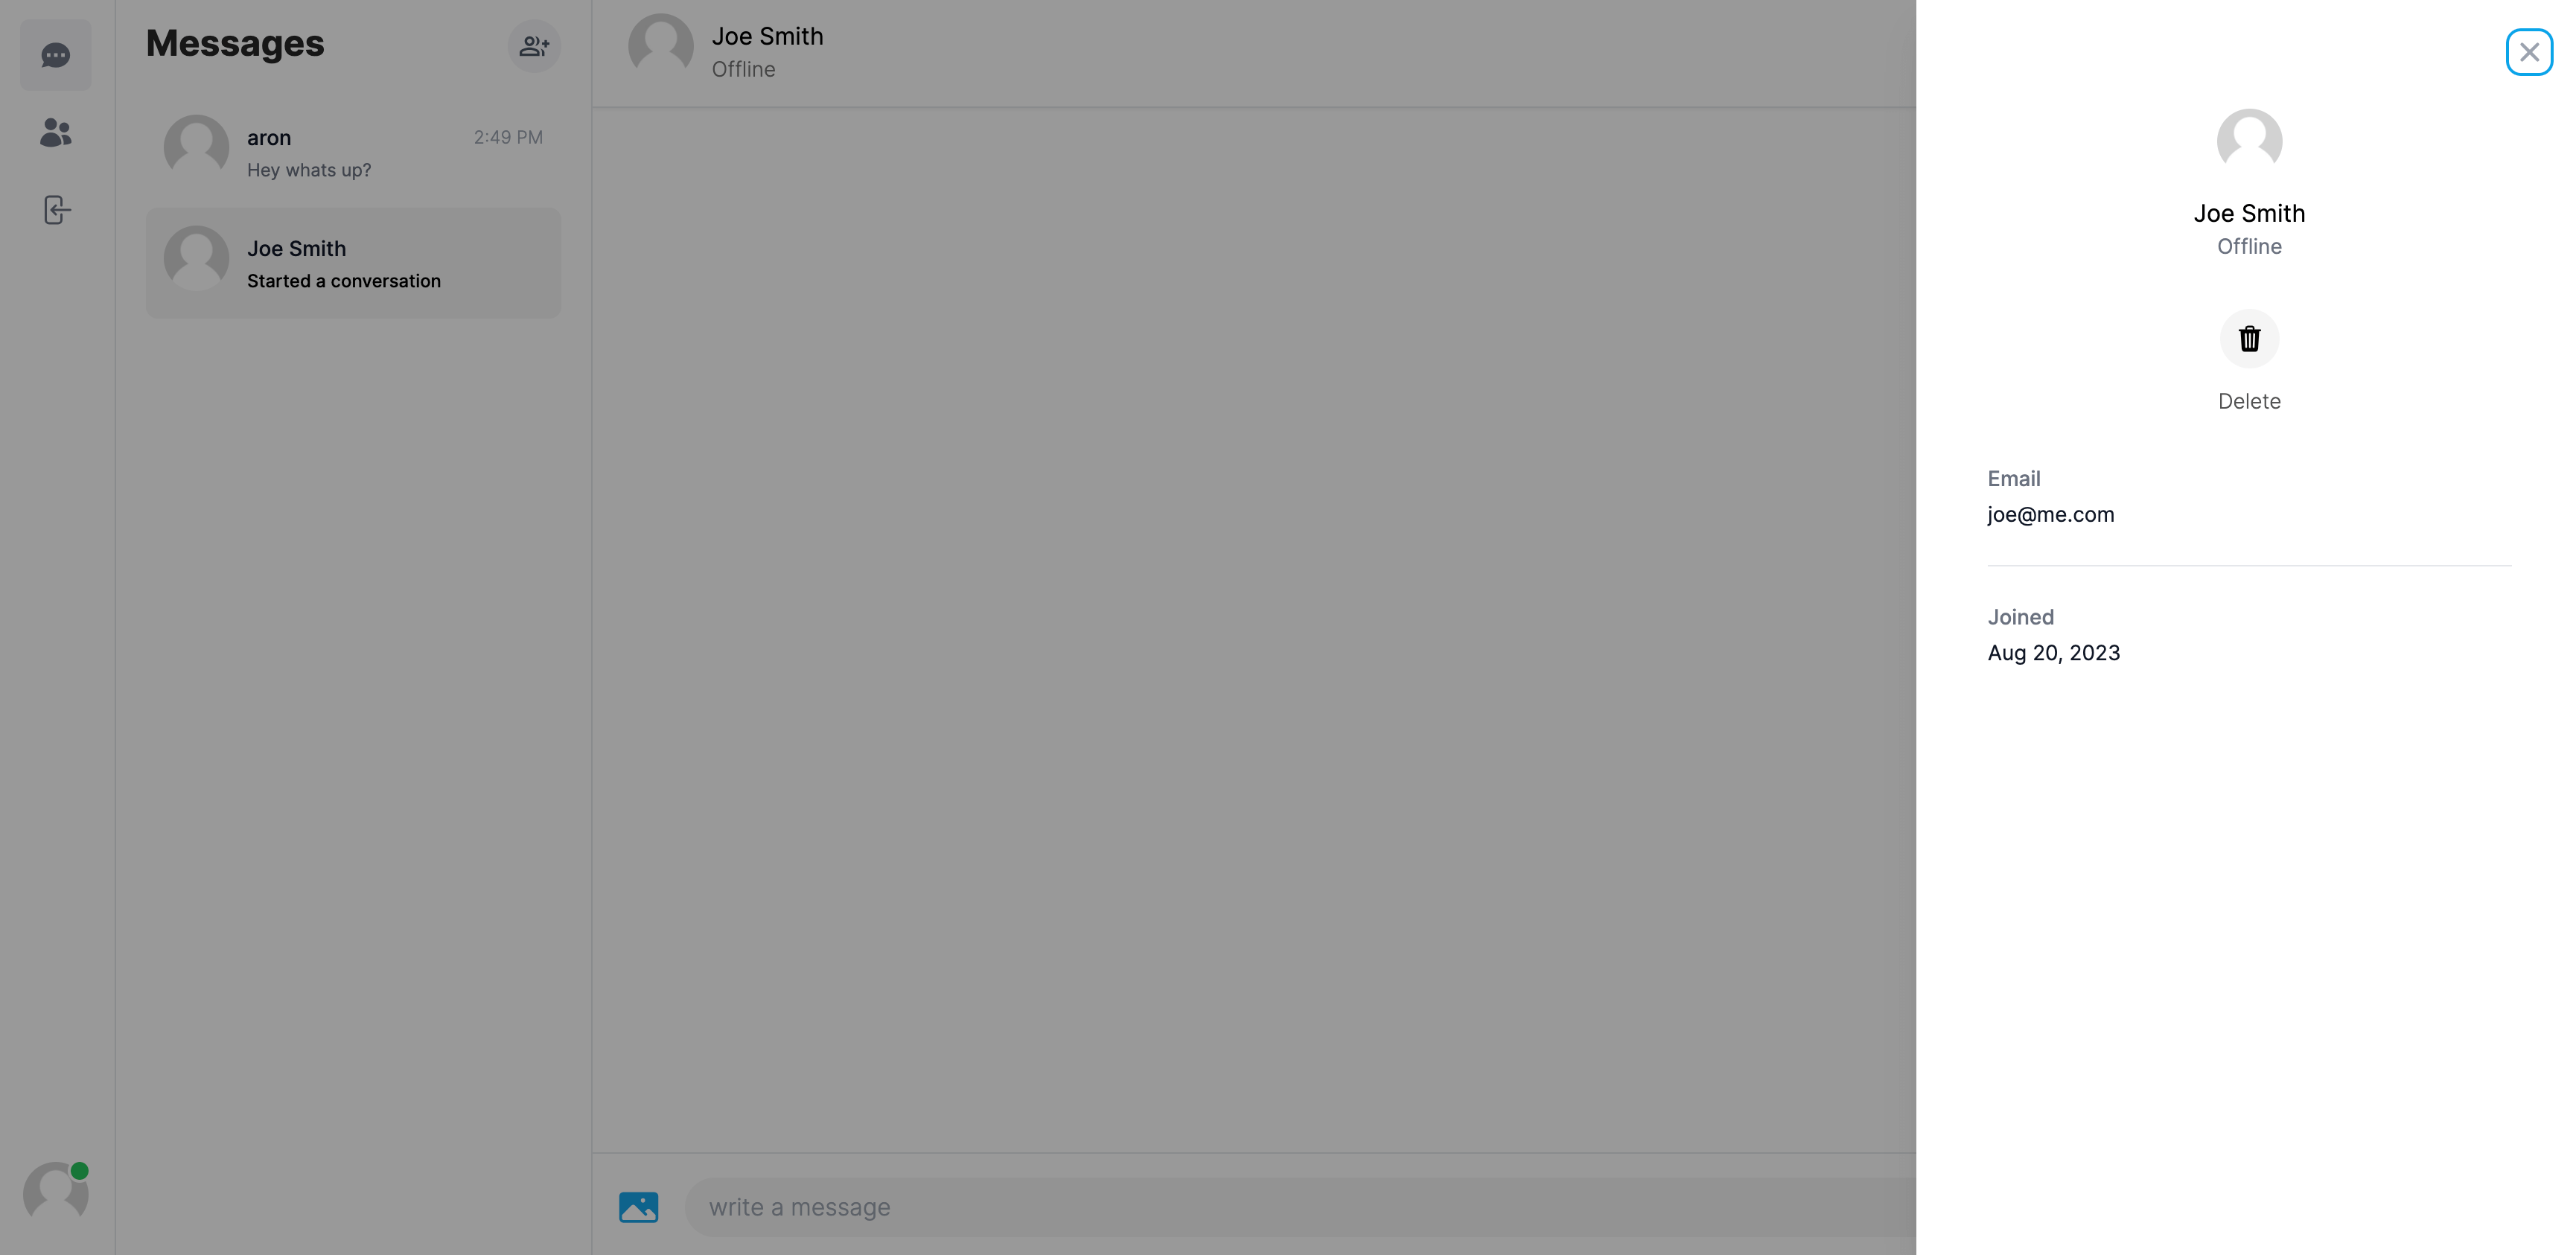 Messages
aron
2:49 PM
Hey whats up?
Joe Smith
Started a conversation
Joe Smith
Offline
write a message
Joe Smith
Offline
Delete
Email
joe@me.com
Joined
Aug 20, 2023